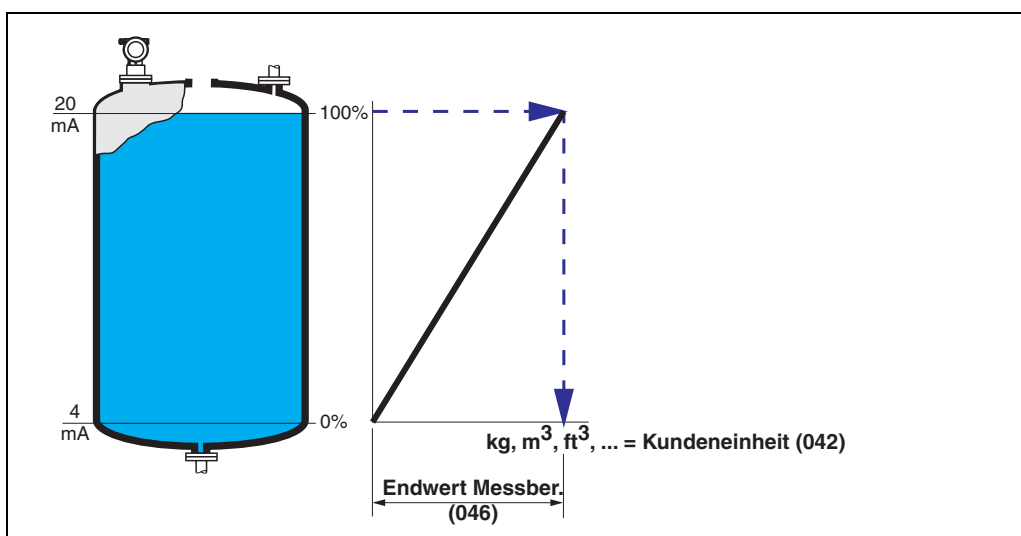 20
mA
100%
4
mA
0%
kg, m³, ft³, ... = Kundeneinheit (042)
Endwert Messber.
(046)